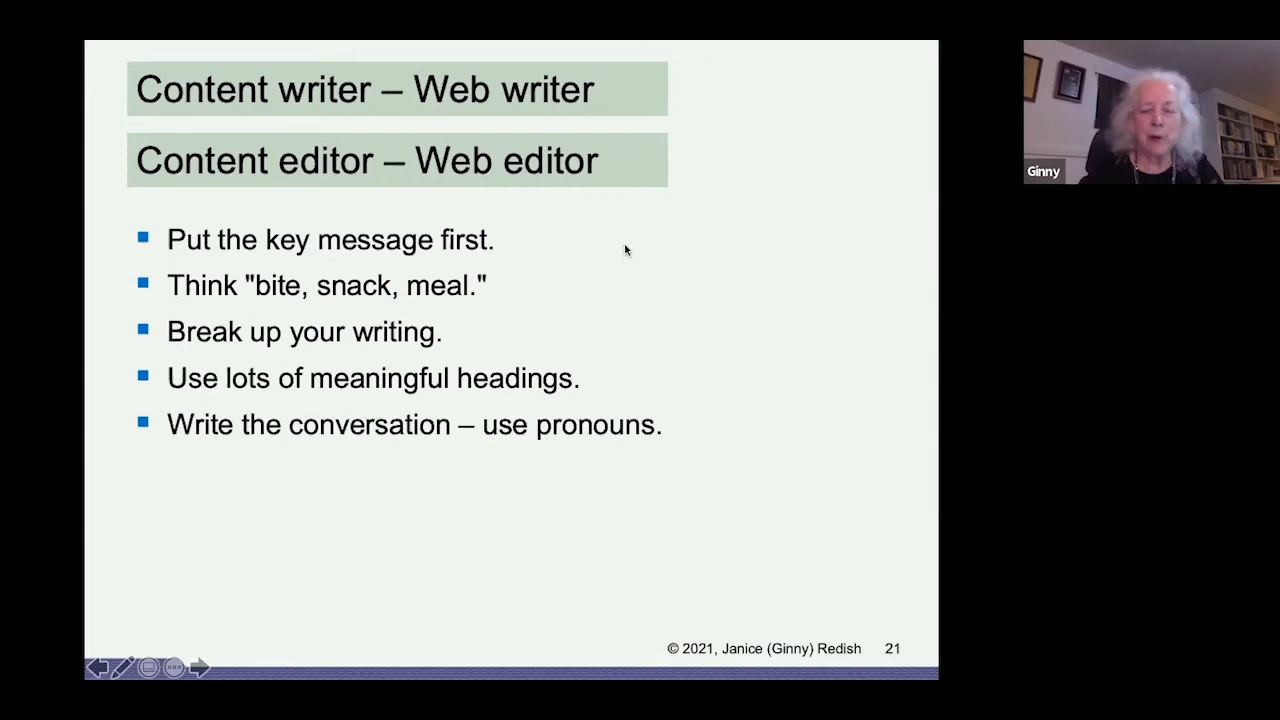 Content writer – Web writer
Content editor – Web editor
Put the key message first.
Think "bite, snack, meal."
Break up your writing.
Use lots of meaningful headings.
Write the conversation – use pronouns.
© 2021, Janice (Ginny) Redish 21
Ginny